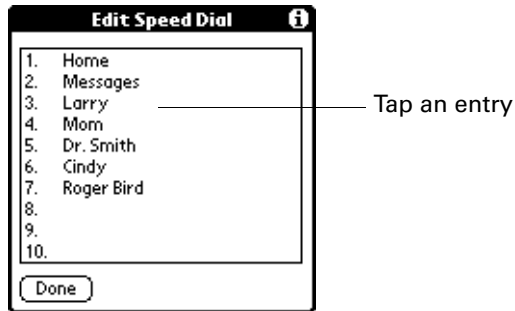 Edit Speed Dial
1. Home
2. Messages
3. Larry
4. Mom
5. Dr. Smith
6. Cindy
7. Roger Bird
8.
9.
10.
Tap an entry
Done